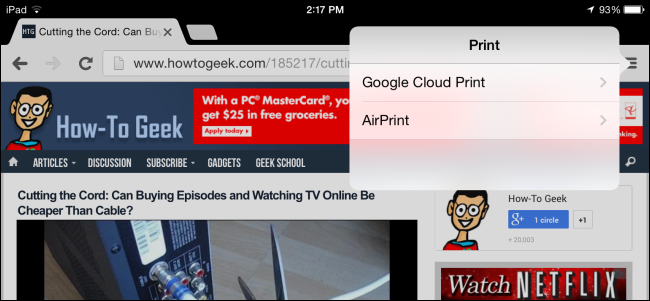 iPad 2:17 PM 93%
HTG Cutting the Cord: Can Buy
www.howtogeek.com/185217/cuttin
Print
Google Cloud Print
AirPrint
With a PC® MasterCard®, yo
get $25 in free groceries.
Apply today ▸
king.
How-To Geek
ARTICLES DISCUSSION SUBSCRIBE GADGETS GEEK SCHOOL
Cutting the Cord: Can Buying Episodes and Watching TV Online Be
Cheaper Than Cable?
How-To Geek
g+ 1 circle +1
+ 20,003
Watch NETFLIX